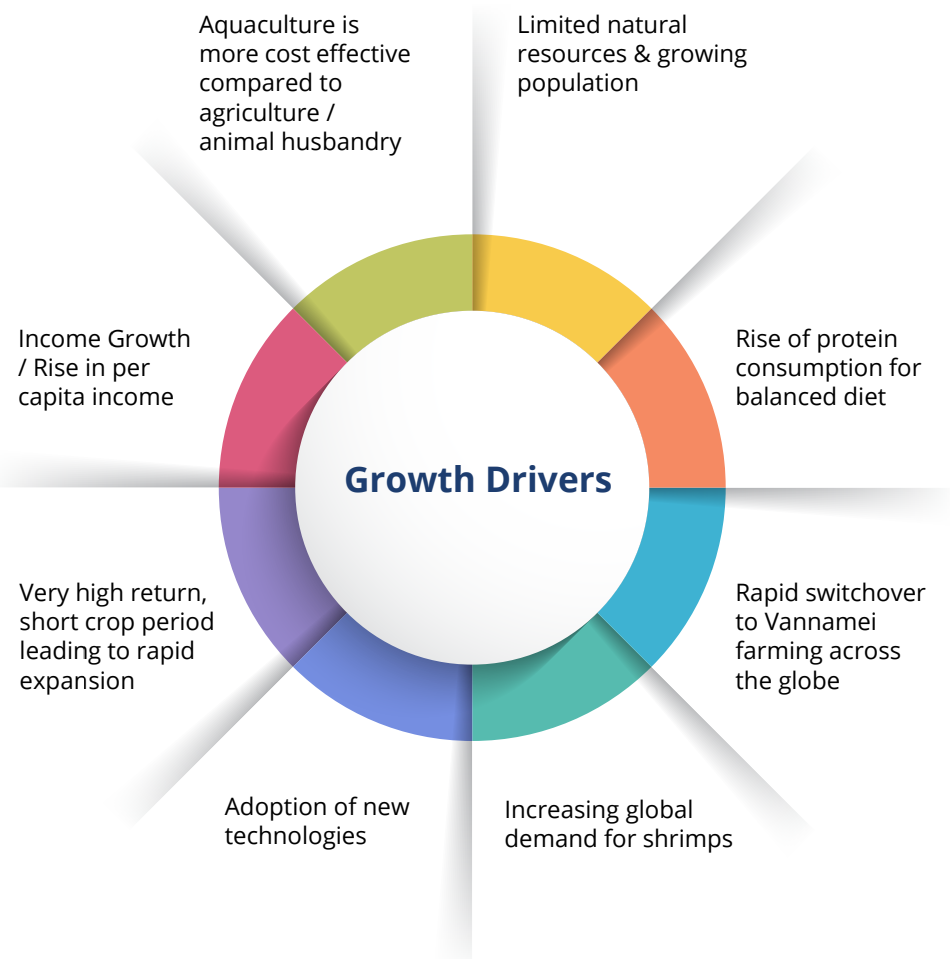 Aquaculture is
more cost effective
compared to
agriculture /
animal husbandry
Limited natural
resources & growing
population
Income Growth
/ Rise in per
capita income
Rise of protein
consumption for
balanced diet
Growth Drivers
Very high return,
short crop period
leading to rapid
expansion
Rapid switchover
to Vannamei
farming across
the globe
Adoption of new
technologies
Increasing global
demand for shrimps